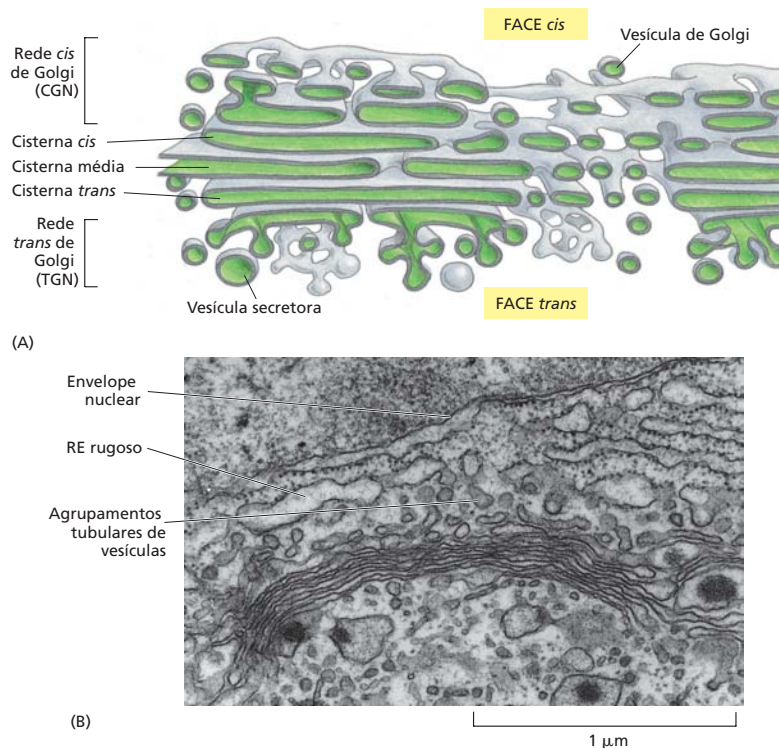 FACE cis
Vesícula de Golgi
Rede cis
de Golgi
(CGN)
Cisterna cis
Cisterna média
Cisterna trans
Rede
trans de
Golgi
(TGN)
Vesícula secretora
FACE trans
(A)
Envelope
nuclear
RE rugoso
Agrupamentos
tubulares de
vesículas
(B)
1 μm